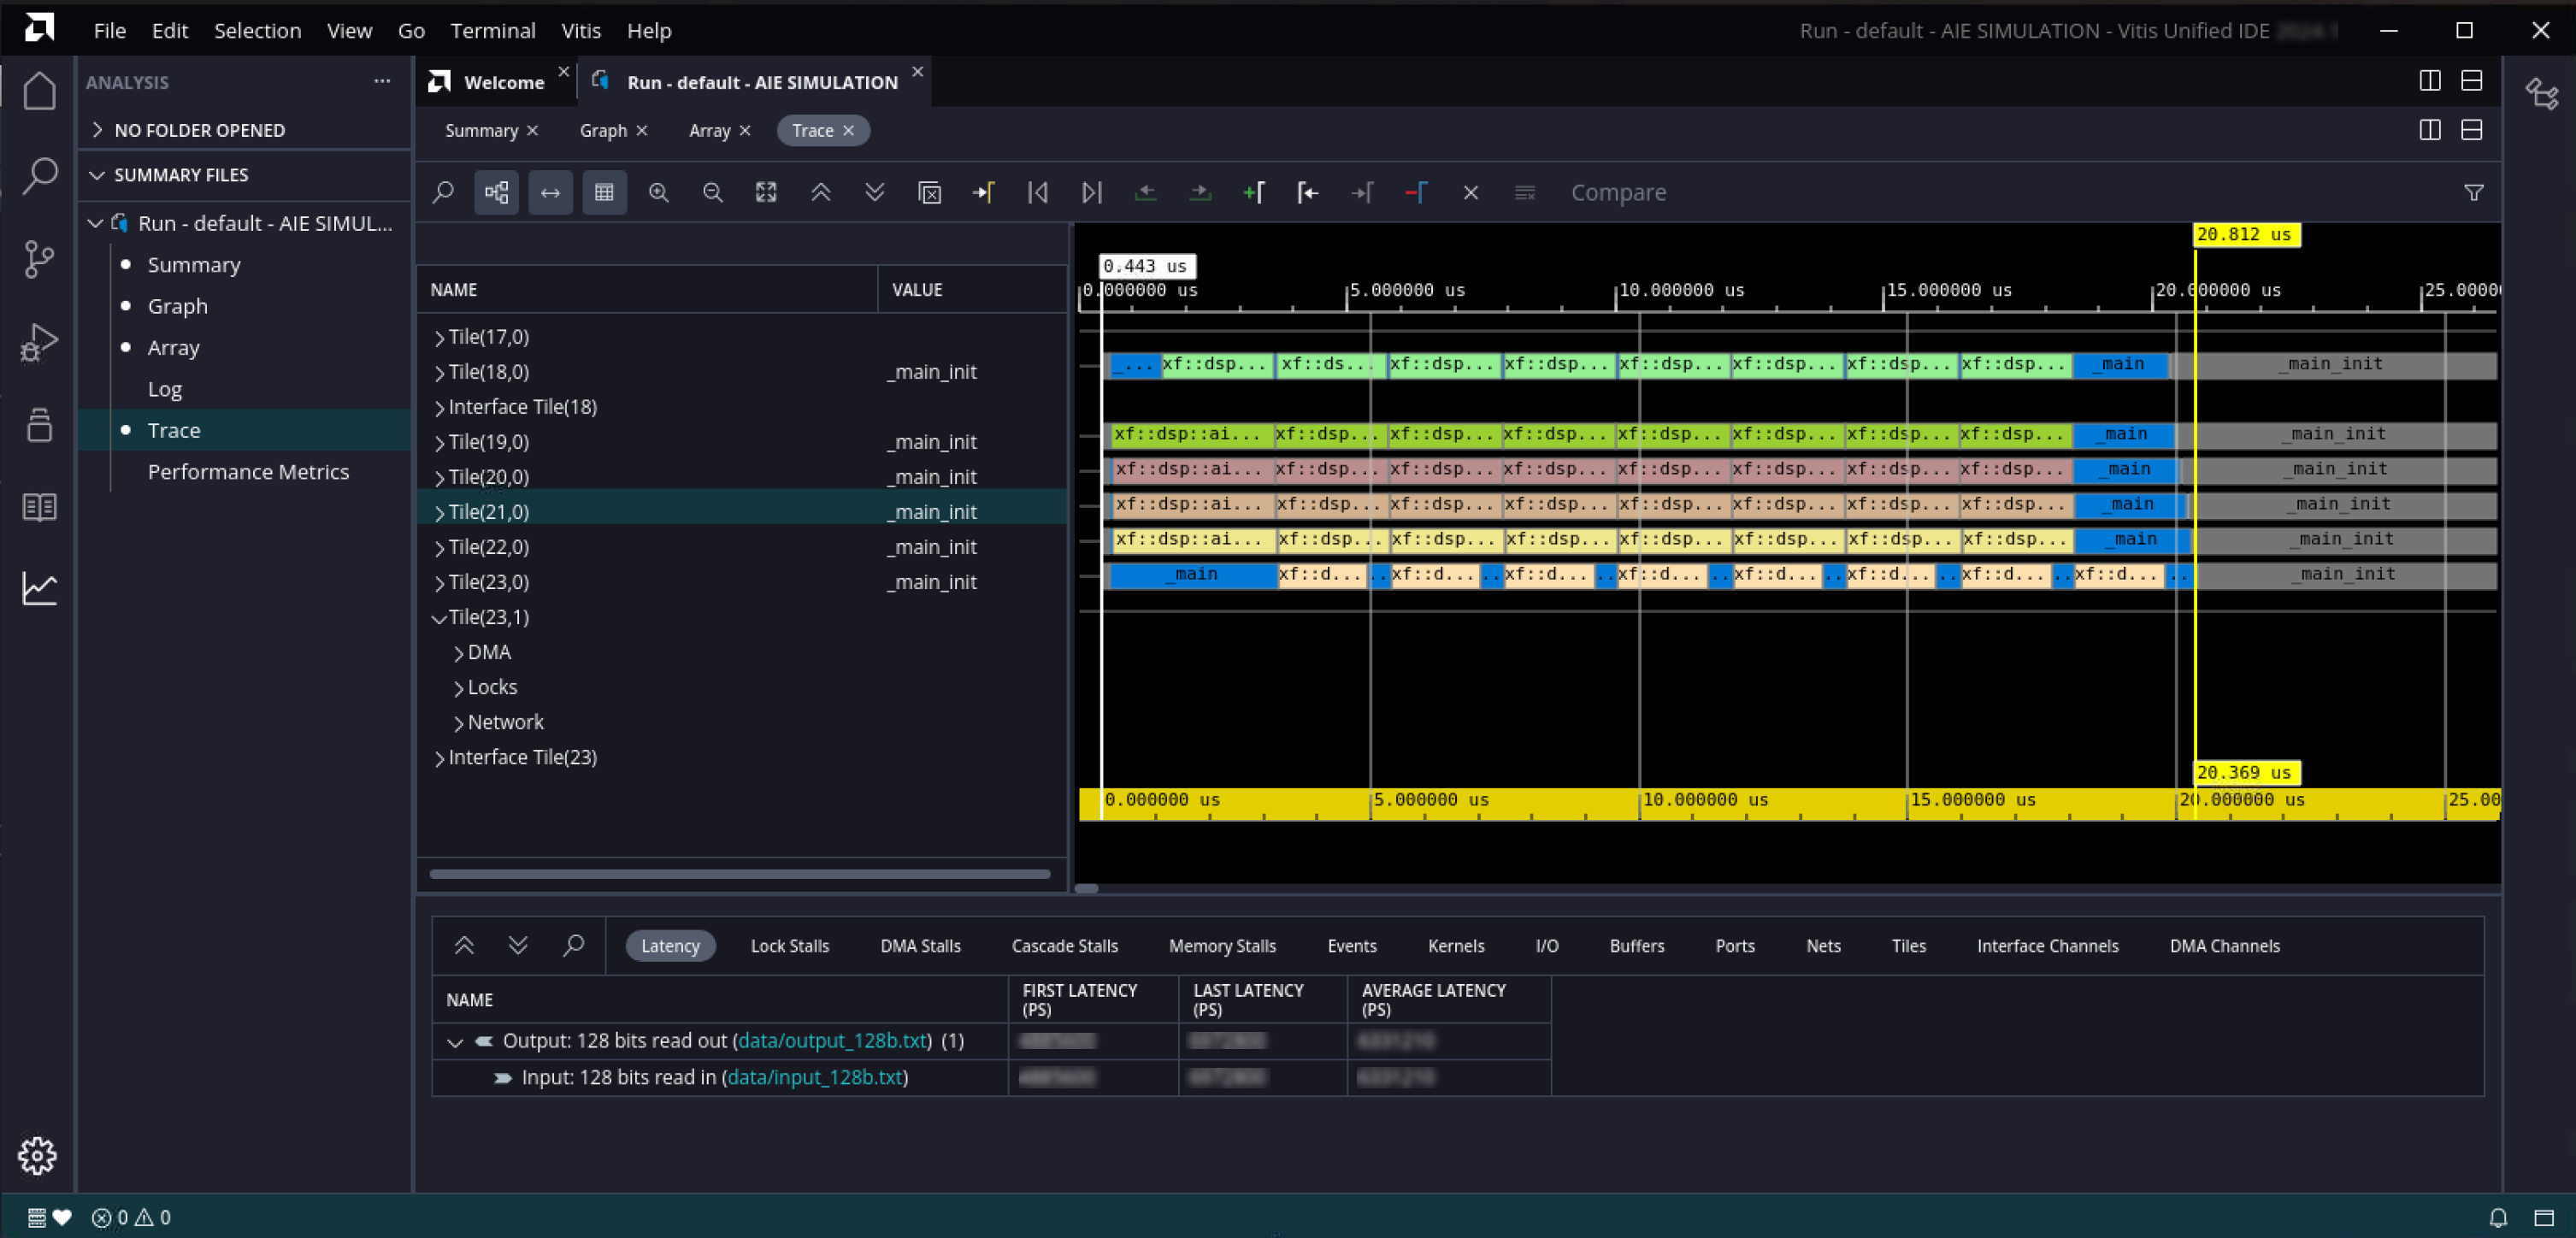 File Edit Selection View Go Terminal Vitis Help
Run - default - AIE SIMULATION - Vitis Unified IDE
ANALYSIS
NO FOLDER OPENED
SUMMARY FILES
Run - default - AIE SIMUL...
Summary
Graph
Array
Log
Trace
Performance Metrics
Welcome
Run - default - AIE SIMULATION
Summary Graph Array Trace
Compare
NAME VALUE
Tile(17,0)
Tile(18,0) _main_init
Interface Tile(18)
Tile(19,0) _main_init
Tile(20,0) _main_init
Tile(21,0) _main_init
Tile(22,0) _main_init
Tile(23,0) _main_init
Tile(23,1)
DMA
Locks
Network
Interface Tile(23)
20.812 us
0.443 us
0.000000 us 5.000000 us 10.000000 us 15.000000 us 20.000000 us 25.0000
_... xf::dsp... xf::ds... xf::dsp... xf::dsp... xf::dsp... xf::dsp... xf::dsp... xf::dsp... _main _main_init
xf::dsp::ai... xf::dsp... xf::dsp... xf::dsp... xf::dsp... xf::dsp... xf::dsp... xf::dsp... _main _main_init
xf::dsp::ai... xf::dsp... xf::dsp... xf::dsp... xf::dsp... xf::dsp... xf::dsp... xf::dsp... _main _main_init
xf::dsp::ai... xf::dsp... xf::dsp... xf::dsp... xf::dsp... xf::dsp... xf::dsp... xf::dsp... _main _main_init
xf::dsp::ai... xf::dsp... xf::dsp... xf::dsp... xf::dsp... xf::dsp... xf::dsp... xf::dsp... _main _main_init
_main xf::d... .. xf::d... .. xf::d... .. xf::d... .. xf::d... .. xf::d... .. xf::d... .. xf::d... .. _main_init
20.369 us
0.000000 us 5.000000 us 10.000000 us 15.000000 us 20.000000 us 25.00
Latency Lock Stalls DMA Stalls Cascade Stalls Memory Stalls Events Kernels I/O Buffers Ports Nets Tiles Interface Channels DMA Channels
NAME
FIRST LATENCY (PS)
LAST LATENCY (PS)
AVERAGE LATENCY (PS)
Output: 128 bits read out (data/output_128b.txt) (1)
Input: 128 bits read in (data/input_128b.txt)
0 0